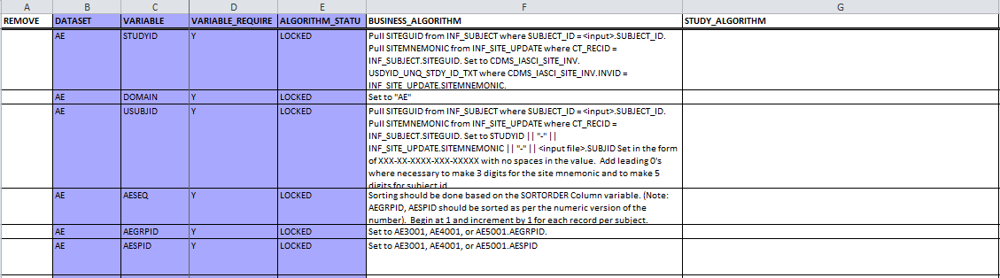 A B C D E F G
REMOVE DATASET VARIABLE VARIABLE_REQUIRE ALGORITHM_STATU BUSINESS_ALGORITHM STUDY_ALGORITHM
AE STUDYID Y LOCKED Pull SITEGUID from INF_SUBJECT where SUBJECT_ID = <input>.SUBJECT_ID.
Pull SITEMNEMONIC from INF_SITE_UPDATE where CT_RECID =
INF_SUBJECT.SITEGUID. Set to CDMS_IASCI_SITE_INV.
USDYID_UNQ_STDY_ID_TXT where CDMS_IASCI_SITE_INV.INVID =
INF_SITE_UPDATE.SITEMNEMONIC.
AE DOMAIN Y LOCKED Set to "AE"
AE USUBJID Y LOCKED Pull SITEGUID from INF_SUBJECT where SUBJECT_ID = <input>.SUBJECT_ID.
Pull SITEMNEMONIC from INF_SITE_UPDATE where CT_RECID =
INF_SUBJECT.SITEGUID. Set to STUDYID || "-" ||
INF_SITE_UPDATE.SITEMNEMONIC || "-" || <input file>.SUBJID Set in the form
of XXX-XX-XXXX-XXX-XXXXX with no spaces in the value. Add leading 0's
where necessary to make 3 digits for the site mnemonic and to make 5
digits for subject id
AE AESEQ Y LOCKED Sorting should be done based on the SORTORDER Column variable. (Note:
AEGRPID, AESPID should be sorted as per the numeric version of the
number). Begin at 1 and increment by 1 for each record per subject.
AE AEGRPID Y LOCKED Set to AE3001, AE4001, or AE5001.AEGRPID.
AE AESPID Y LOCKED Set to AE3001, AE4001, or AE5001.AESPID